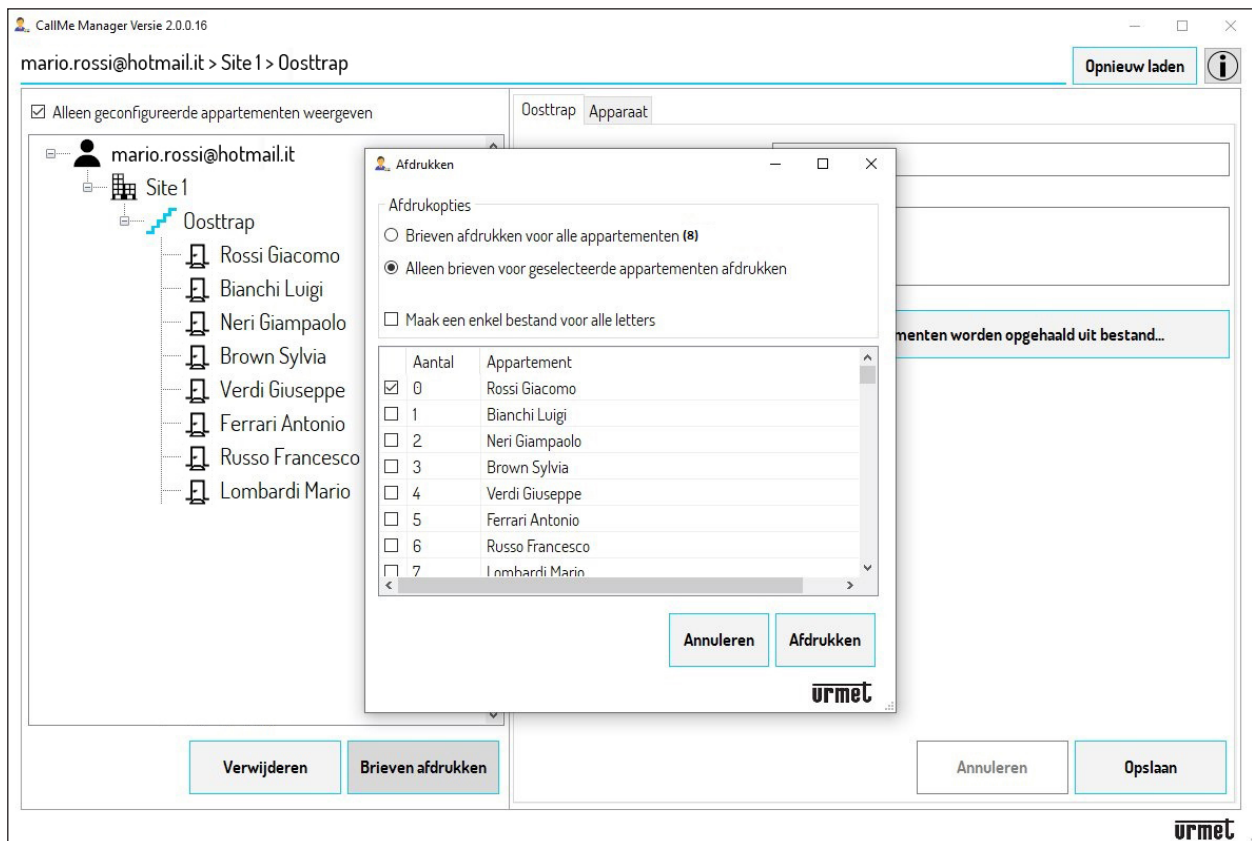 CallMe Manager Versie 2.0.0.16
mario.rossi@hotmail.it > Site 1 > Oosttrap
Opnieuw laden
Alleen geconfigureerde appartementen weergeven
mario.rossi@hotmail.it
Site 1
Oosttrap
Rossi Giacomo
Bianchi Luigi
Neri Giampaolo
Brown Sylvia
Verdi Giuseppe
Ferrari Antonio
Russo Francesco
Lombardi Mario
Verwijderen
Brieven afdrukken
Oosttrap
Apparaat
menten worden opgehaald uit bestand...
Annuleren
Opslaan
Afdrukken
Afdrukopties
Brieven afdrukken voor alle appartementen (8)
Alleen brieven voor geselecteerde appartementen afdrukken
Maak een enkel bestand voor alle letters
Aantal Appartement
0 Rossi Giacomo
1 Bianchi Luigi
2 Neri Giampaolo
3 Brown Sylvia
4 Verdi Giuseppe
5 Ferrari Antonio
6 Russo Francesco
7 Lombardi Mario
Annuleren
Afdrukken
urmet
urmet